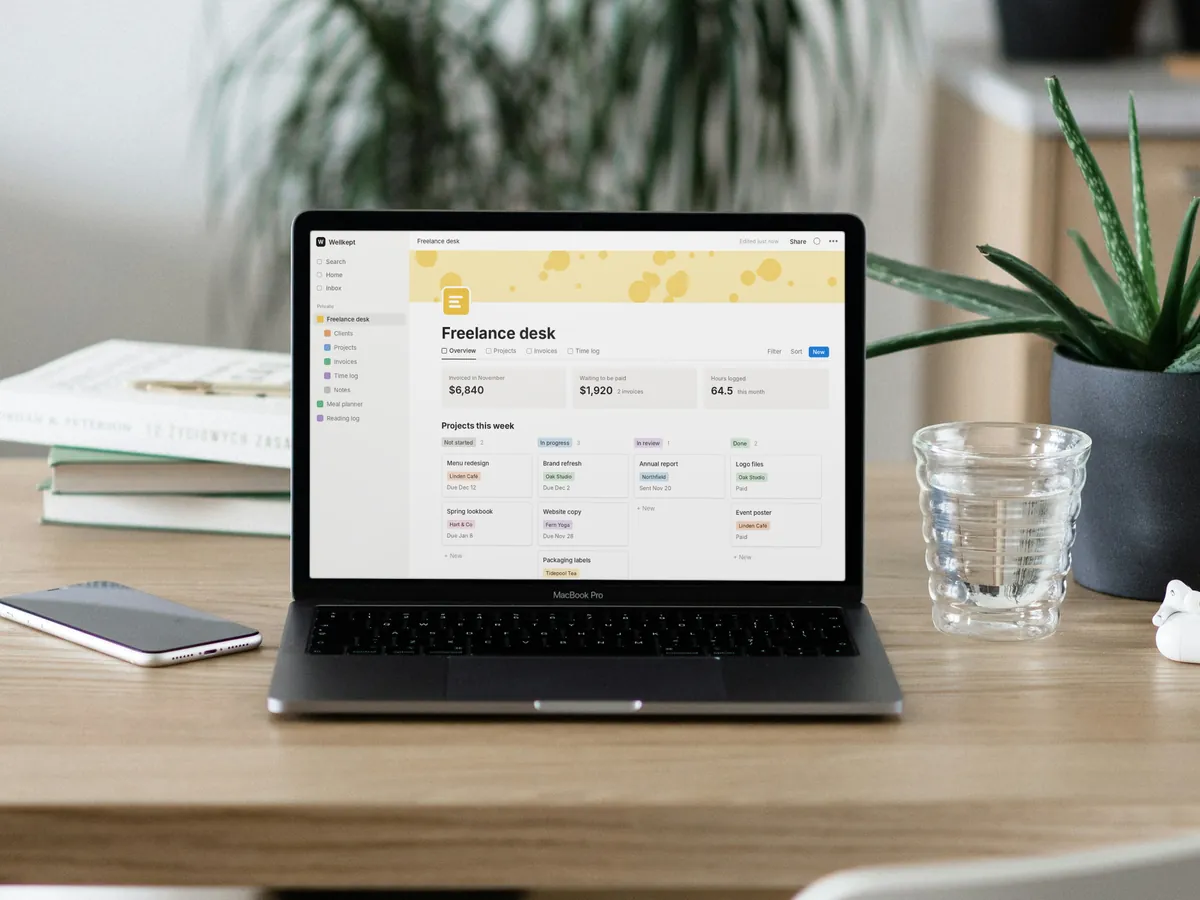 W Wellkept
Search
Home
Inbox
Private
Freelance desk
Clients
Projects
Invoices
Time log
Notes
Meal planner
Reading log
Freelance desk
Edited just now Share •••
Freelance desk
Overview Projects Invoices Time log
Filter Sort New
Invoiced in November
$6,840
Waiting to be paid
$1,920 2 invoices
Hours logged
64.5 this month
Projects this week
Not started 2
Menu redesign
Linden Café
Due Dec 12
Spring lookbook
Hart & Co
Due Jan 8
+ New
In progress 3
Brand refresh
Oak Studio
Due Dec 2
Website copy
Fern Yoga
Due Nov 28
Packaging labels
Tidepool Tea
In review 1
Annual report
Northfield
Sent Nov 20
+ New
Done 2
Logo files
Oak Studio
Paid
Event poster
Linden Café
Paid
+ New
MacBook Pro
PETERSON 12 ŻYCIOWYCH ZASA